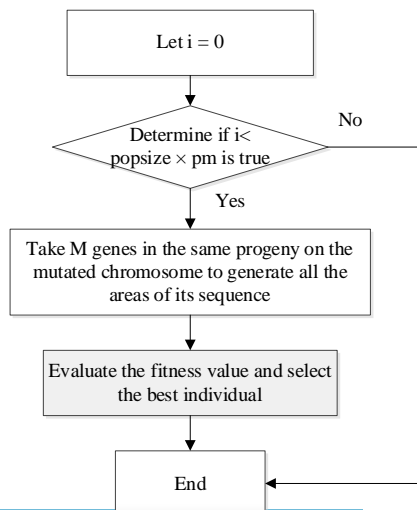 Let i = 0
Determine if i<
popsize × pm is true
No
Yes
Take M genes in the same progeny on the
mutated chromosome to generate all the
areas of its sequence
Evaluate the fitness value and select
the best individual
End